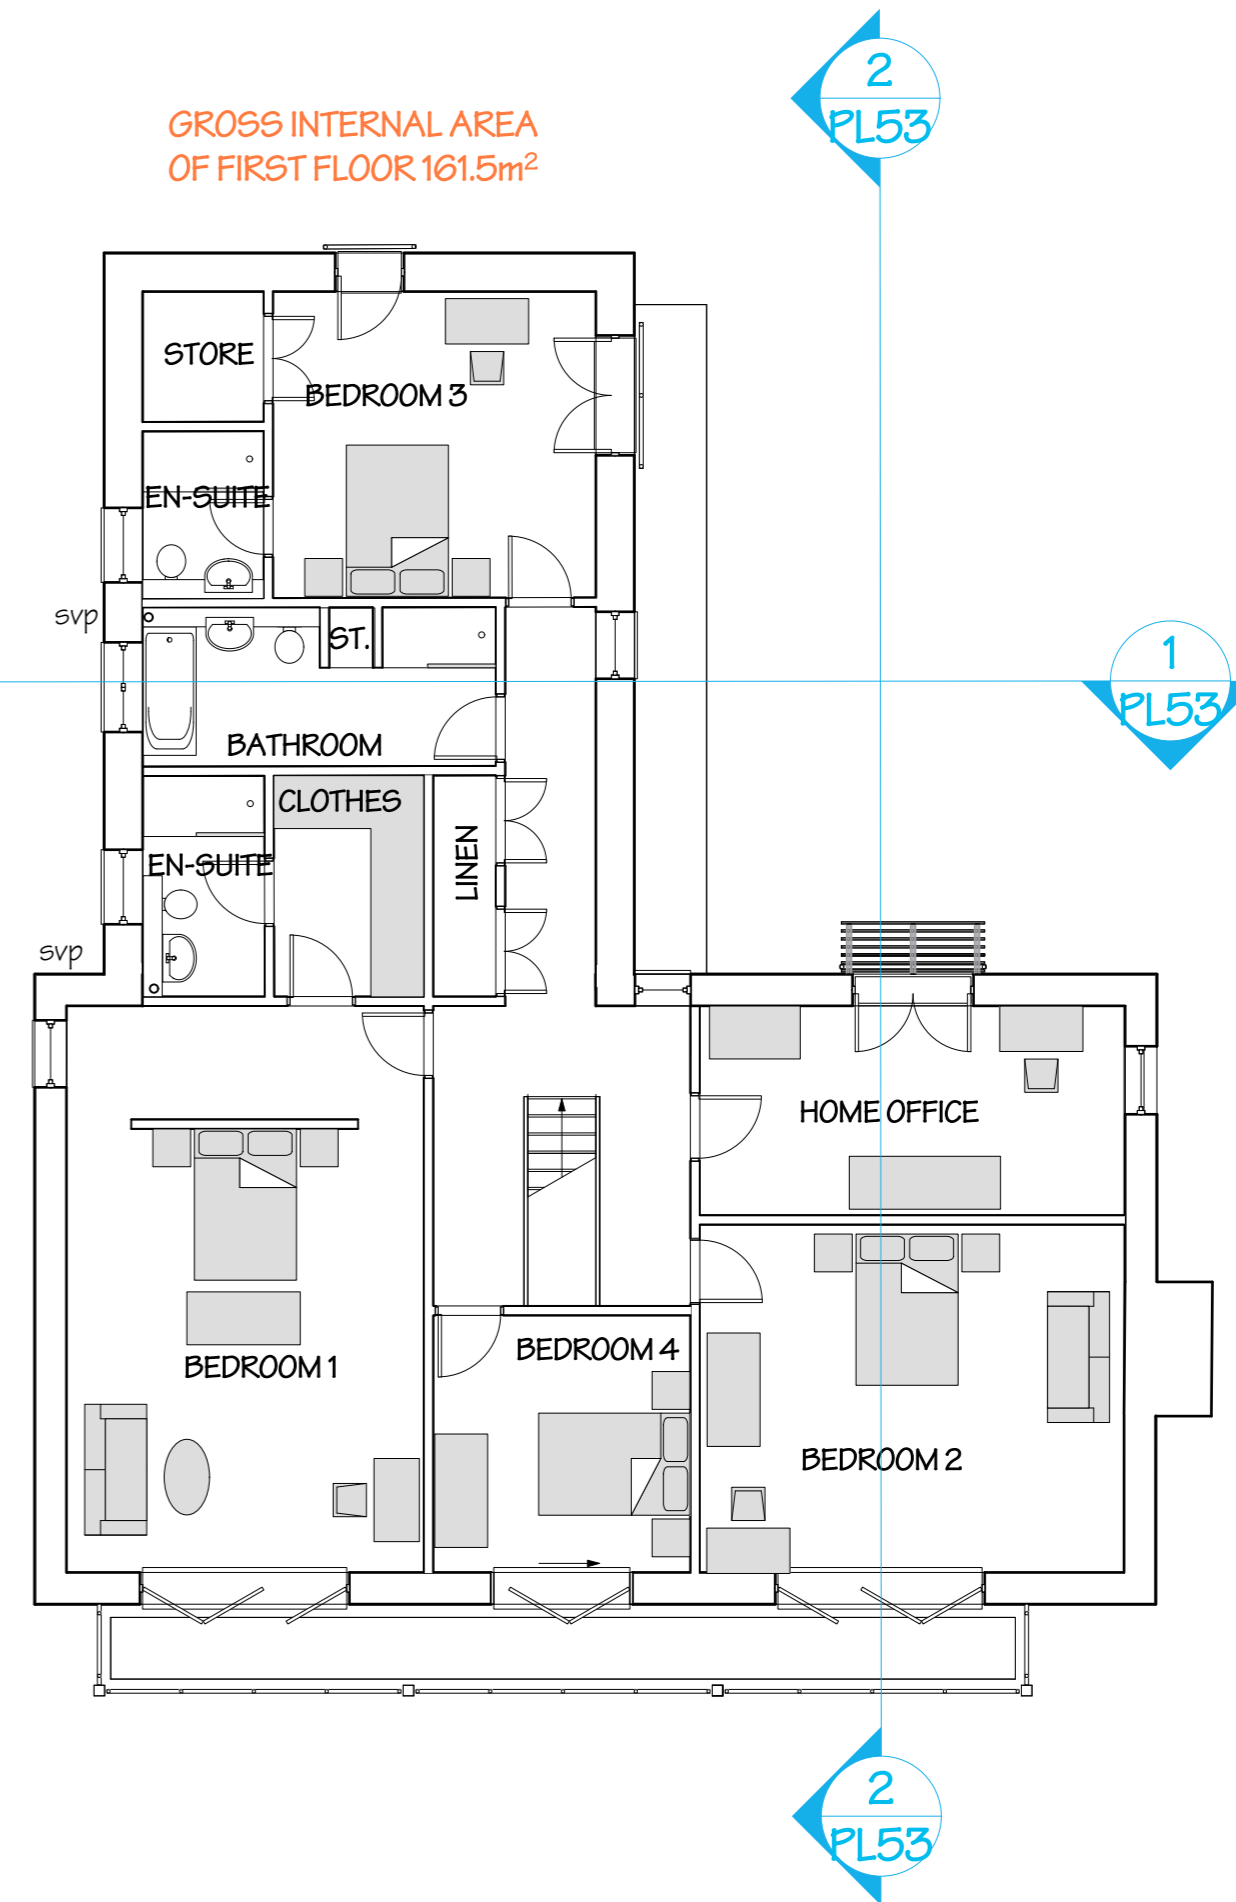 2
PL53
GROSS INTERNAL AREA
OF FIRST FLOOR 161.5m²
STORE
BEDROOM 3
EN-SUITE
svp
ST.
1
PL53
BATHROOM
CLOTHES
LINEN
EN-SUITE
svp
HOME OFFICE
BEDROOM 4
BEDROOM 1
BEDROOM 2
2
PL53